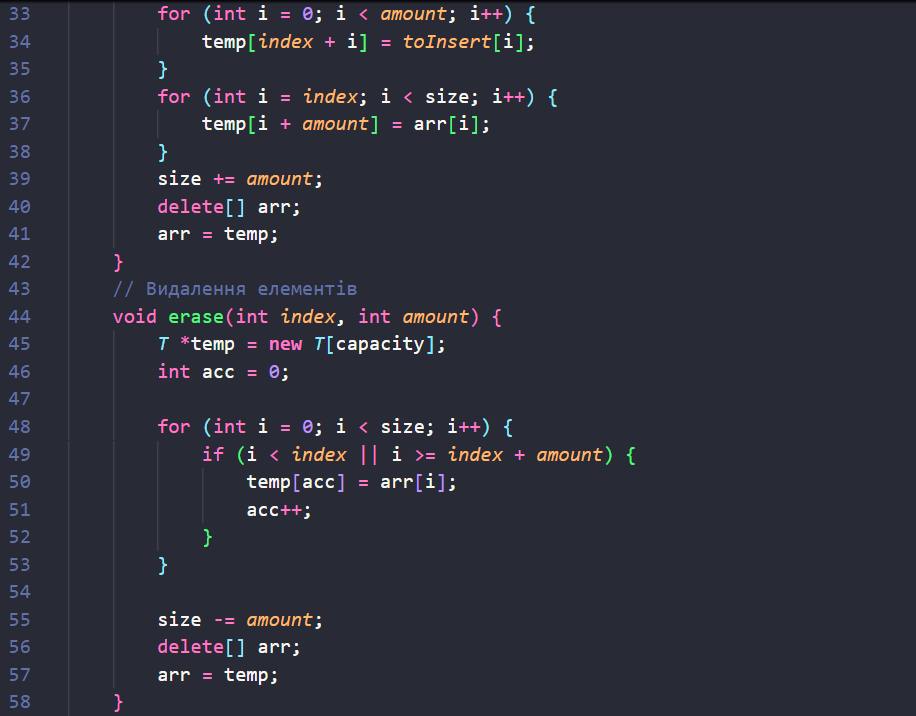 33 for (int i = 0; i < amount; i++) {
34 temp[index + i] = toInsert[i];
35 }
36 for (int i = index; i < size; i++) {
37 temp[i + amount] = arr[i];
38 }
39 size += amount;
40 delete[] arr;
41 arr = temp;
42 }
43 // Видалення елементів
44 void erase(int index, int amount) {
45 T *temp = new T[capacity];
46 int acc = 0;
47
48 for (int i = 0; i < size; i++) {
49 if (i < index || i >= index + amount) {
50 temp[acc] = arr[i];
51 acc++;
52 }
53 }
54
55 size -= amount;
56 delete[] arr;
57 arr = temp;
58 }